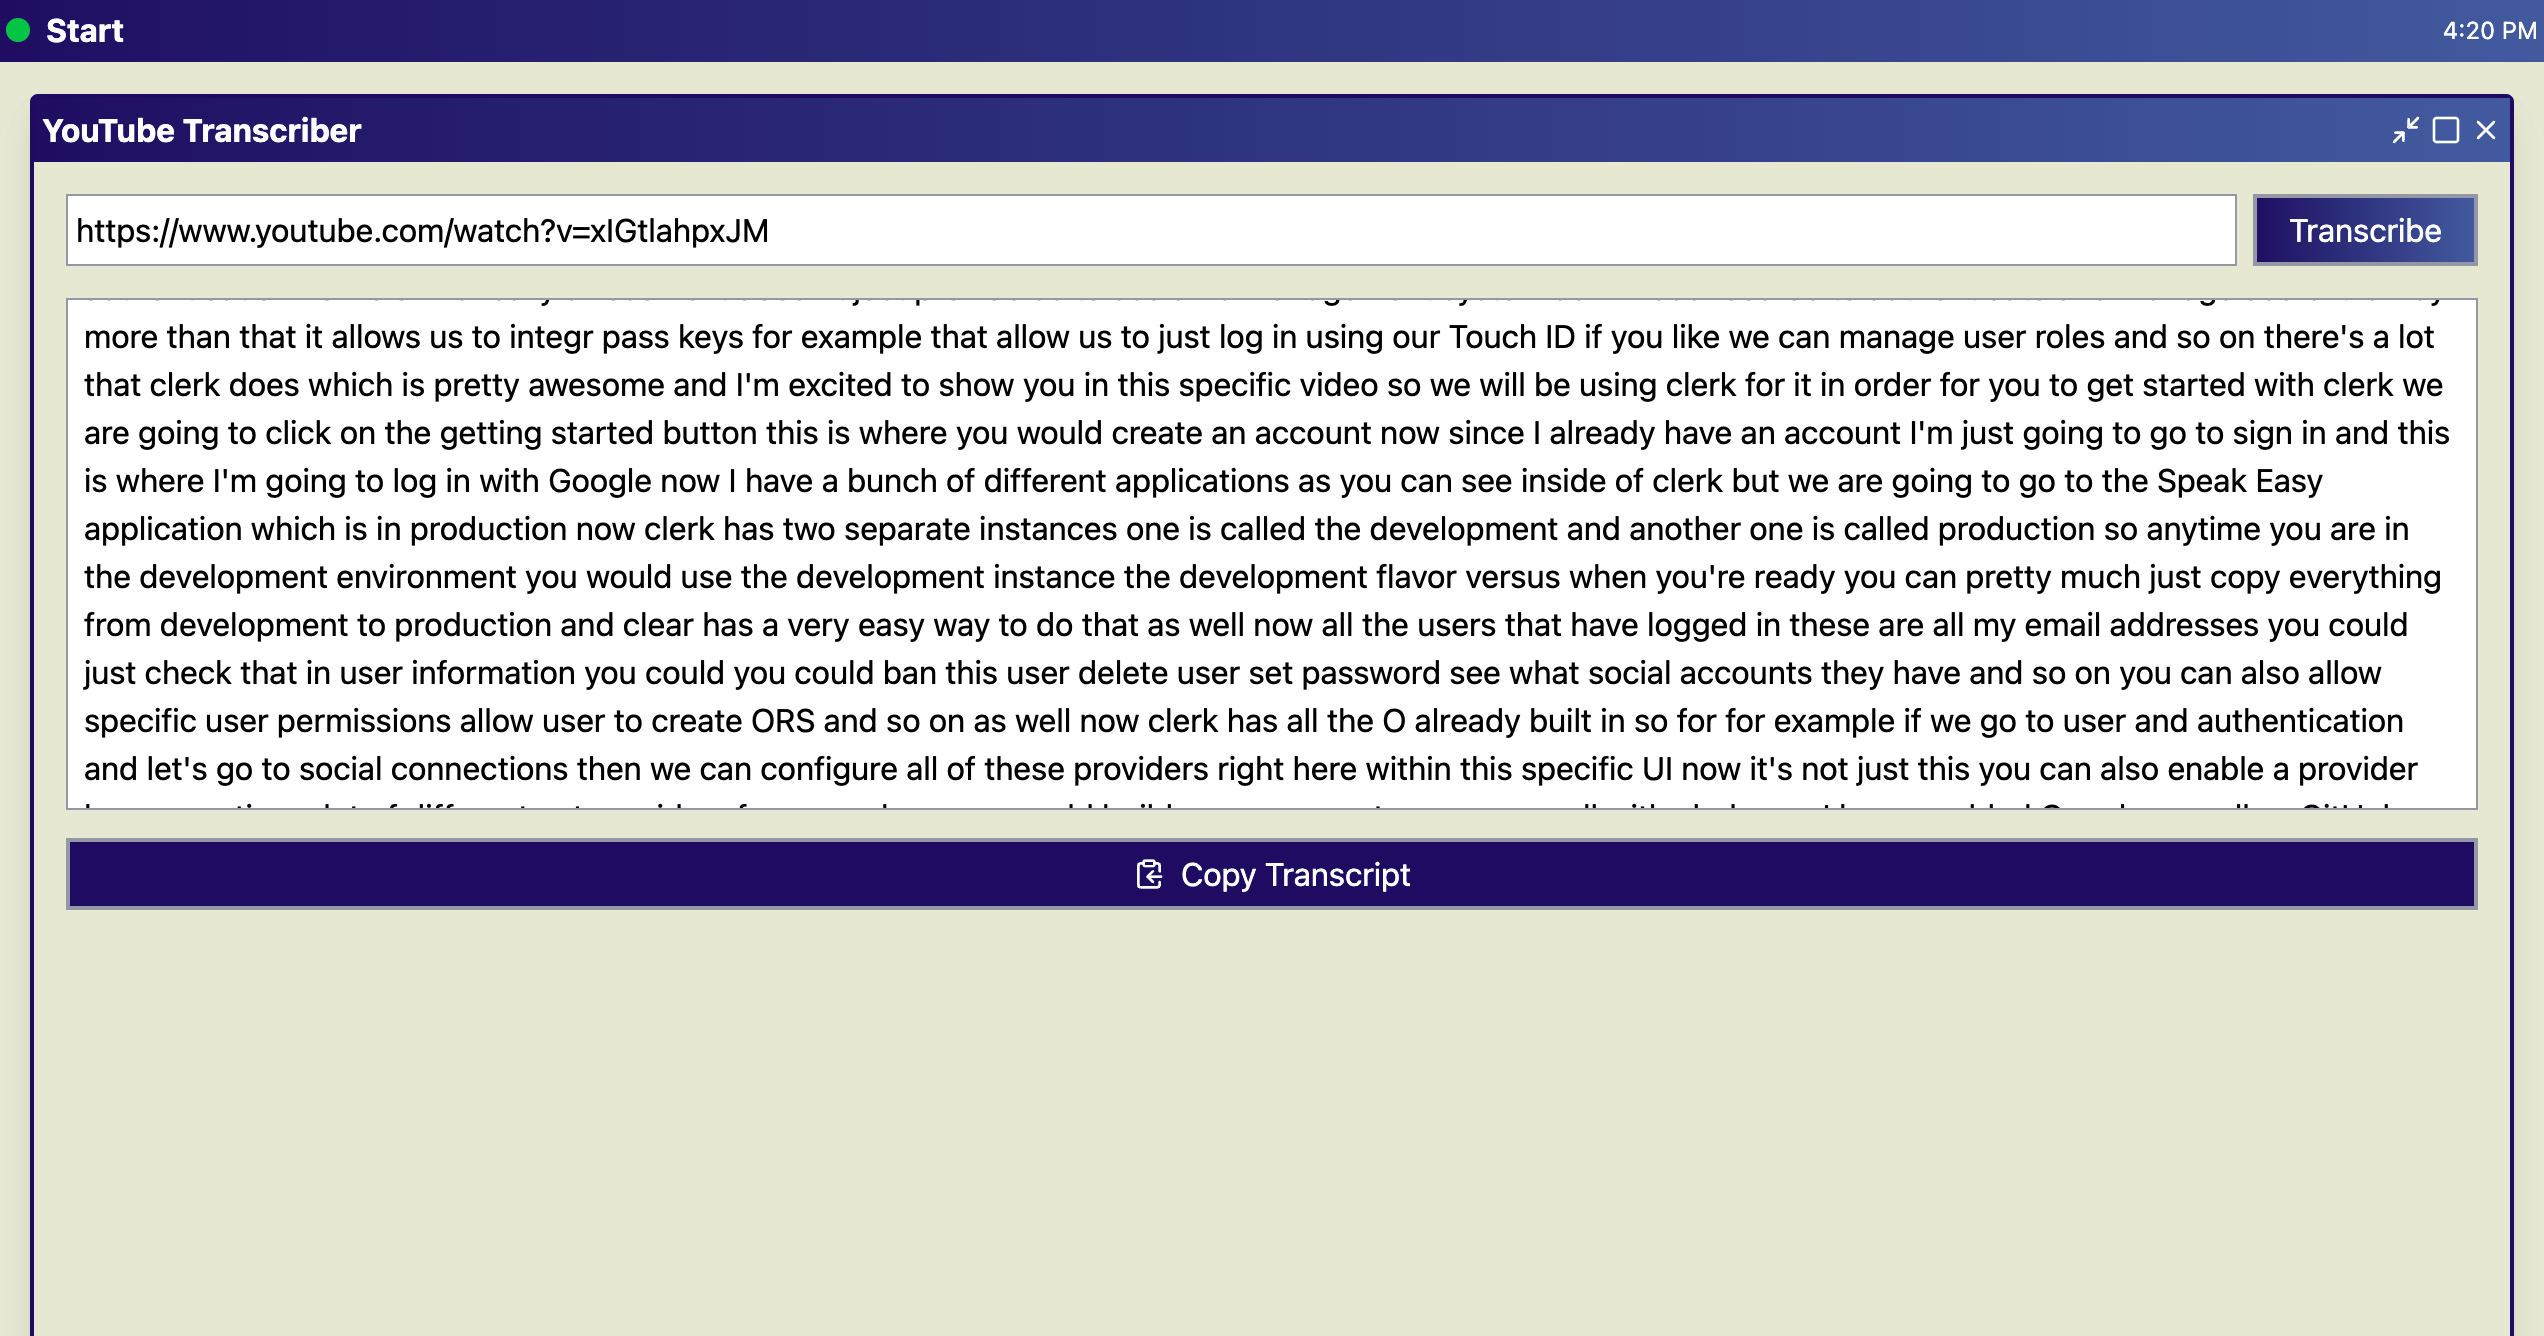 Start
4:20 PM
YouTube Transcriber
https://www.youtube.com/watch?v=xIGtlahpxJM
Transcribe
more than that it allows us to integr pass keys for example that allow us to just log in using our Touch ID if you like we can manage user roles and so on there's a lot
that clerk does which is pretty awesome and I'm excited to show you in this specific video so we will be using clerk for it in order for you to get started with clerk we
are going to click on the getting started button this is where you would create an account now since I already have an account I'm just going to go to sign in and this
is where I'm going to log in with Google now I have a bunch of different applications as you can see inside of clerk but we are going to go to the Speak Easy
application which is in production now clerk has two separate instances one is called the development and another one is called production so anytime you are in
the development environment you would use the development instance the development flavor versus when you're ready you can pretty much just copy everything
from development to production and clear has a very easy way to do that as well now all the users that have logged in these are all my email addresses you could
just check that in user information you could you could ban this user delete user set password see what social accounts they have and so on you can also allow
specific user permissions allow user to create ORS and so on as well now clerk has all the O already built in so for for example if we go to user and authentication
and let's go to social connections then we can configure all of these providers right here within this specific UI now it's not just this you can also enable a provider
Copy Transcript